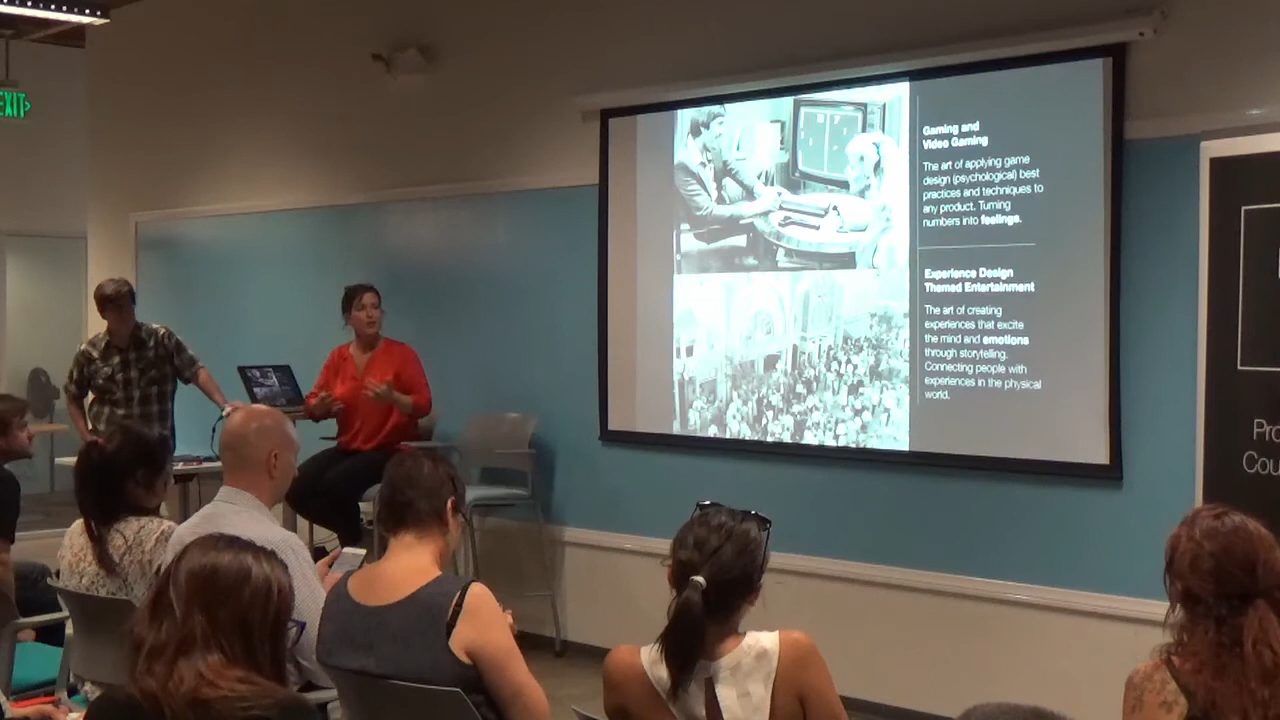 EXIT
Gaming and
Video Gaming
The art of applying game
design (psychological) best
practices and techniques to
any product. Turning
numbers into feelings.
Experience Design
Themed Entertainment
The art of creating
experiences that excite
the mind and emotions
through storytelling.
Connecting people with
experiences in the physical
world.
Pro
Cou